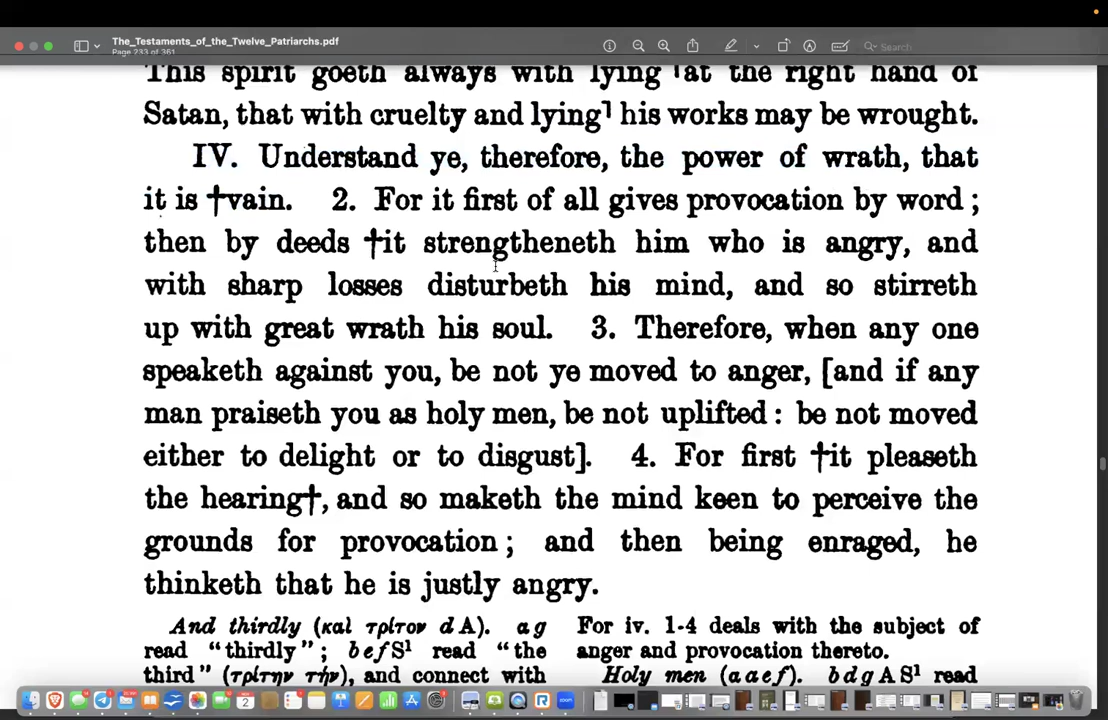 The_Testaments_of_the_Twelve_Patriarchs.pdf
Page 233 of 361
Search
This spirit goeth always with lying ⸢at the right hand of
Satan, that with cruelty and lying⸣ his works may be wrought.
IV. Understand ye, therefore, the power of wrath, that
it is †vain. 2. For it first of all gives provocation by word ;
then by deeds †it strengtheneth him who is angry, and
with sharp losses disturbeth his mind, and so stirreth
up with great wrath his soul. 3. Therefore, when any one
speaketh against you, be not ye moved to anger, [and if any
man praiseth you as holy men, be not uplifted : be not moved
either to delight or to disgust]. 4. For first †it pleaseth
the hearing†, and so maketh the mind keen to perceive the
grounds for provocation ; and then being enraged, he
thinketh that he is justly angry.
And thirdly (καὶ τρίτον d A). a g
read "thirdly" ; b e f S¹ read "the
third" (τρίτην τήν), and connect with
For iv. 1-4 deals with the subject of
anger and provocation thereto.
Holy men (a a e f). b d g A S¹ read
2
zoom